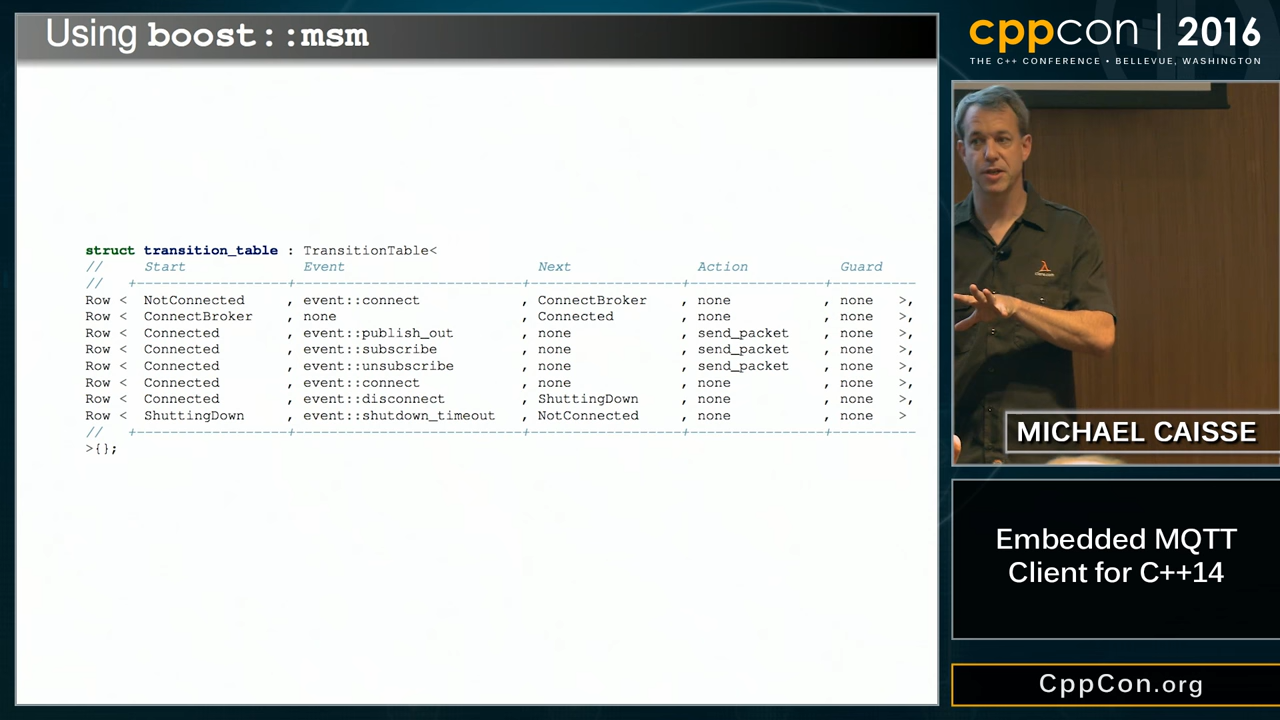 Using boost::msm
struct transition_table : TransitionTable<
// Start Event Next Action Guard
// +-----------------+------------------------+----------------+--------------+---------
Row < NotConnected , event::connect , ConnectBroker , none , none >,
Row < ConnectBroker , none , Connected , none , none >,
Row < Connected , event::publish_out , none , send_packet , none >,
Row < Connected , event::subscribe , none , send_packet , none >,
Row < Connected , event::unsubscribe , none , send_packet , none >,
Row < Connected , event::connect , none , none , none >,
Row < Connected , event::disconnect , ShuttingDown , none , none >,
Row < ShuttingDown , event::shutdown_timeout , NotConnected , none , none >
// +-----------------+------------------------+----------------+--------------+---------
>{};
cppcon | 2016
THE C++ CONFERENCE • BELLEVUE, WASHINGTON
MICHAEL CAISSE
Embedded MQTT
Client for C++14
CppCon.org